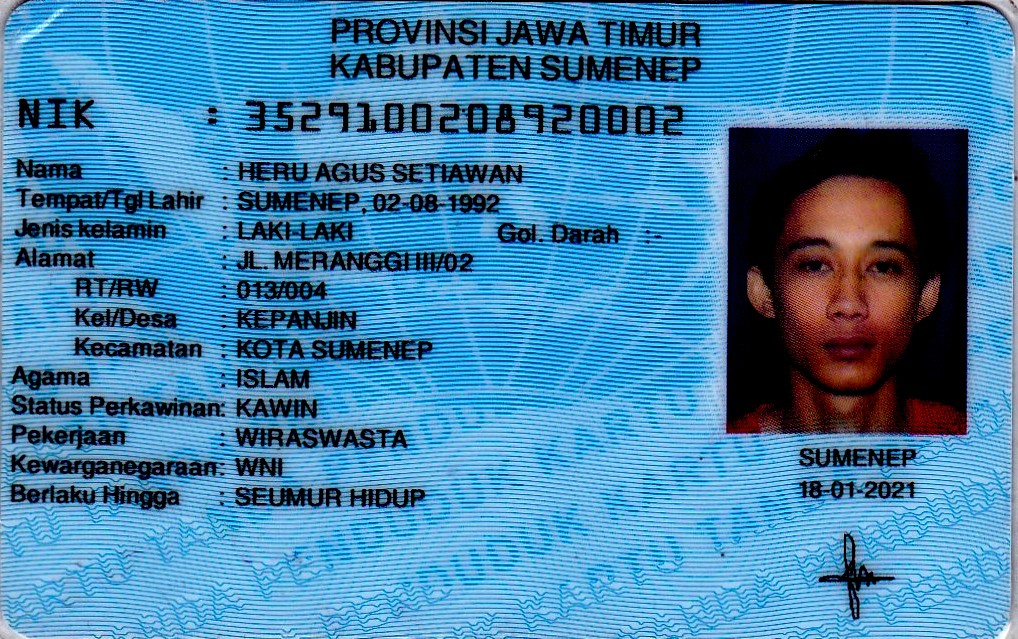 PROVINSI JAWA TIMUR
KABUPATEN SUMENEP
NIK : 3529100208920002
Nama : HERU AGUS SETIAWAN
Tempat/Tgl Lahir : SUMENEP, 02-08-1992
Jenis kelamin : LAKI-LAKI Gol. Darah :-
Alamat : JL. MERANGGI III/02
RT/RW : 013/004
Kel/Desa : KEPANJIN
Kecamatan : KOTA SUMENEP
Agama : ISLAM
Status Perkawinan: KAWIN
Pekerjaan : WIRASWASTA
Kewarganegaraan: WNI
Berlaku Hingga : SEUMUR HIDUP
SUMENEP
18-01-2021